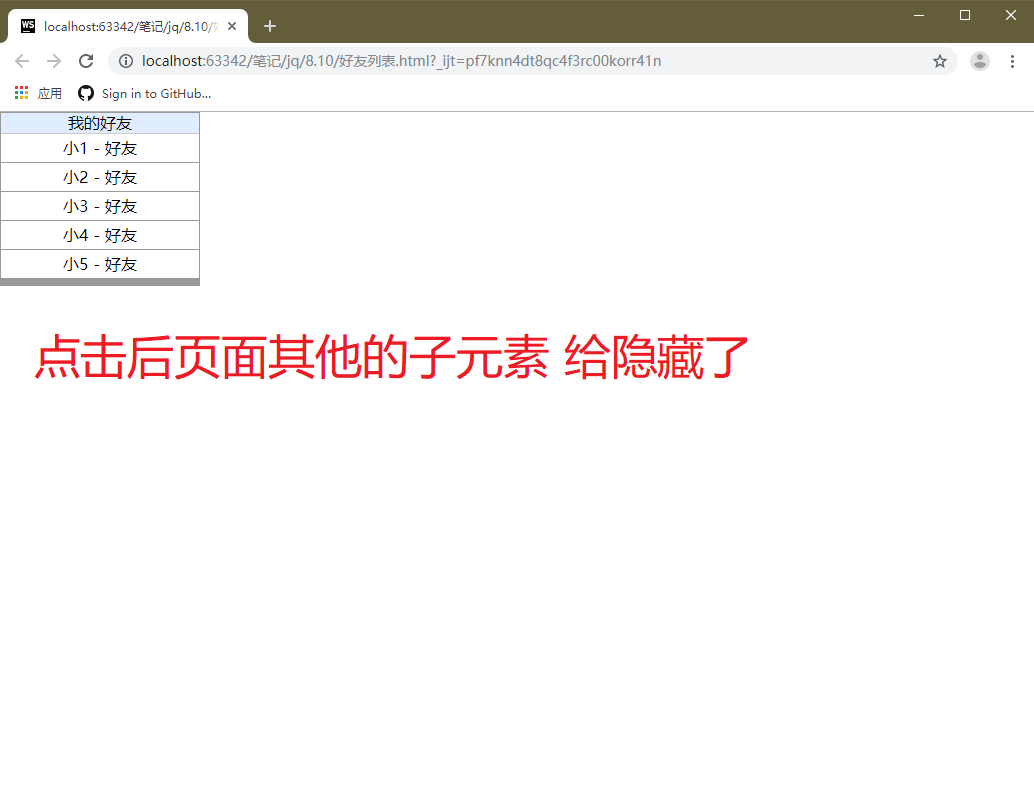 WS localhost:63342/笔记/jq/8.10/
localhost:63342/笔记/jq/8.10/好友列表.html?_ijt=pf7knn4dt8qc4f3rc00korr41n
应用 Sign in to GitHub...
我的好友
小1 - 好友
小2 - 好友
小3 - 好友
小4 - 好友
小5 - 好友
点击后页面其他的子元素 给隐藏了